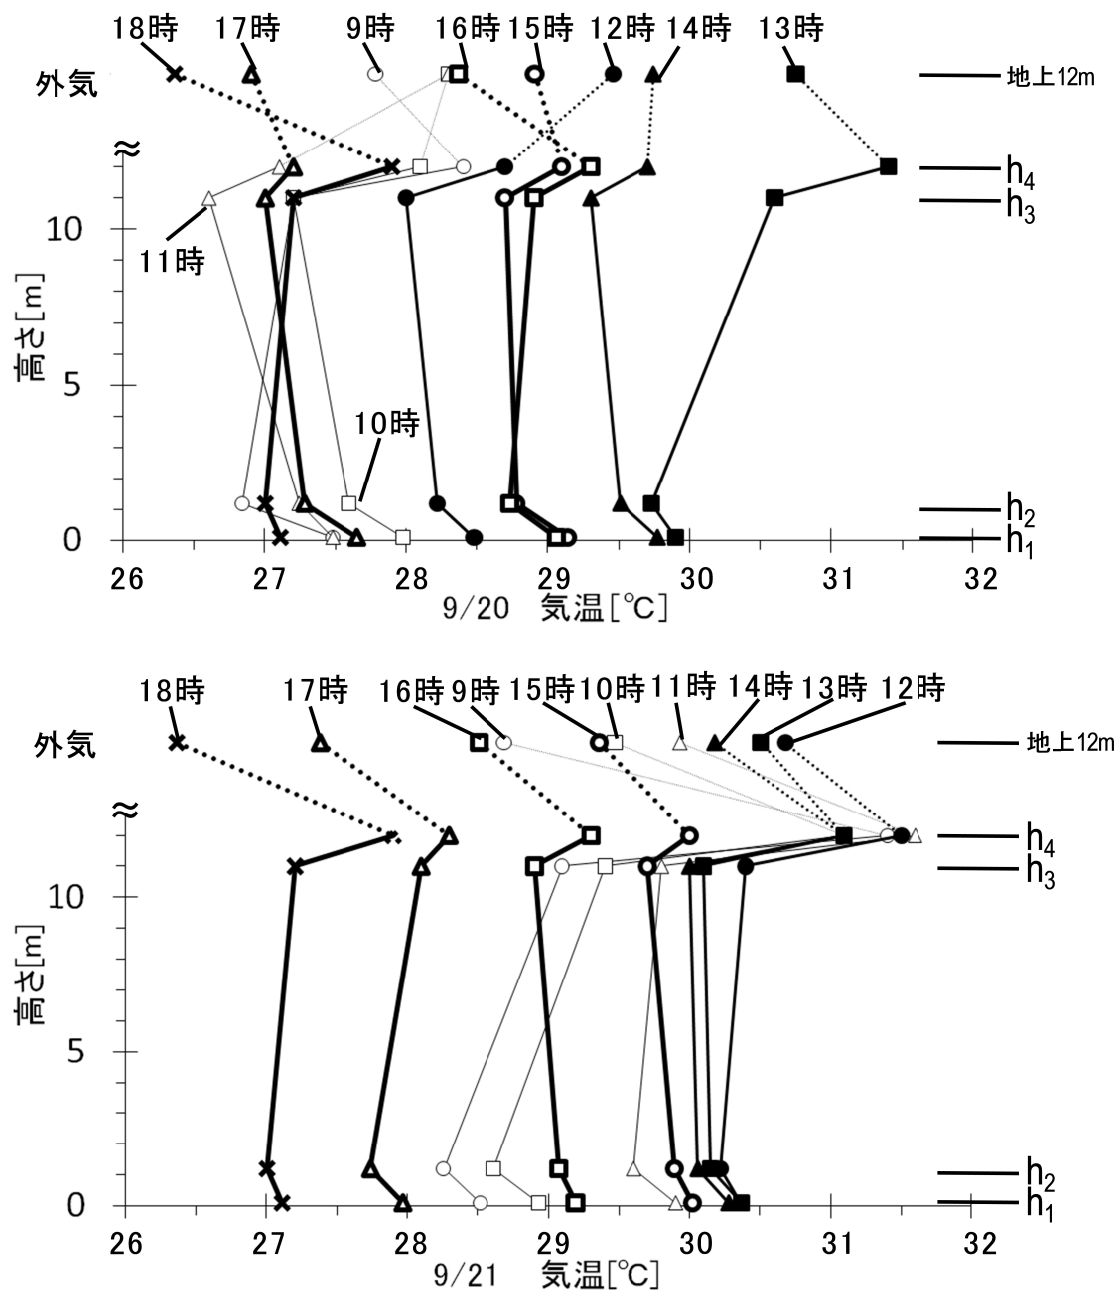 18時 17時 9時 16時 15時 12時 14時 13時
外気
地上12m
≈
h4
h3
10
11時
高さ[m]
5
10時
h2
0
h1
26 27 28 29 30 31 32
9/20 気温[℃]
18時 17時 16時 9時 15時 10時 11時 14時 13時 12時
外気
地上12m
≈
h4
h3
10
高さ[m]
5
h2
0
h1
26 27 28 29 30 31 32
9/21 気温[℃]